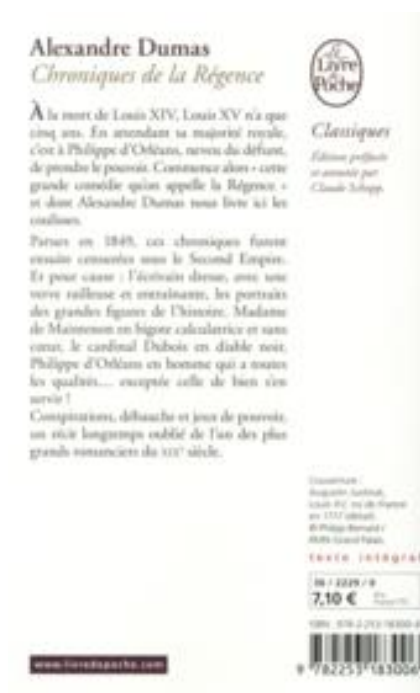 Alexandre Dumas
Chroniques de la Régence
À la mort de Louis XIV, Louis XV n'a que
cinq ans. En attendant sa majorité royale,
c'est à Philippe d'Orléans, neveu du défunt,
de prendre le pouvoir. Commence alors « cette
grande comédie qu'on appelle la Régence »
et dont Alexandre Dumas nous livre ici les
coulisses.
Parues en 1849, ces chroniques furent
ensuite censurées sous le Second Empire.
Et pour cause : l'écrivain dresse, avec une
verve railleuse et entraînante, les portraits
des grandes figures de l'histoire. Madame
de Maintenon en bigote calculatrice et sans
cœur, le cardinal Dubois en diable noir,
Philippe d'Orléans en homme qui a toutes
les qualités… exceptée celle de bien s'en
servir !
Conspirations, débauche et jeux de pouvoir,
un récit longtemps oublié de l'un des plus
grands romanciers du XIXe siècle.
Le
Livre
de
Poche
Classiques
Édition préfacée
et annotée par
Claude Schopp.
Couverture :
Louis XV, roi de France
en 1717
texte intégral
30 / 2229 / 0
7,10 €
www.livredepoche.com
9 782253 183006